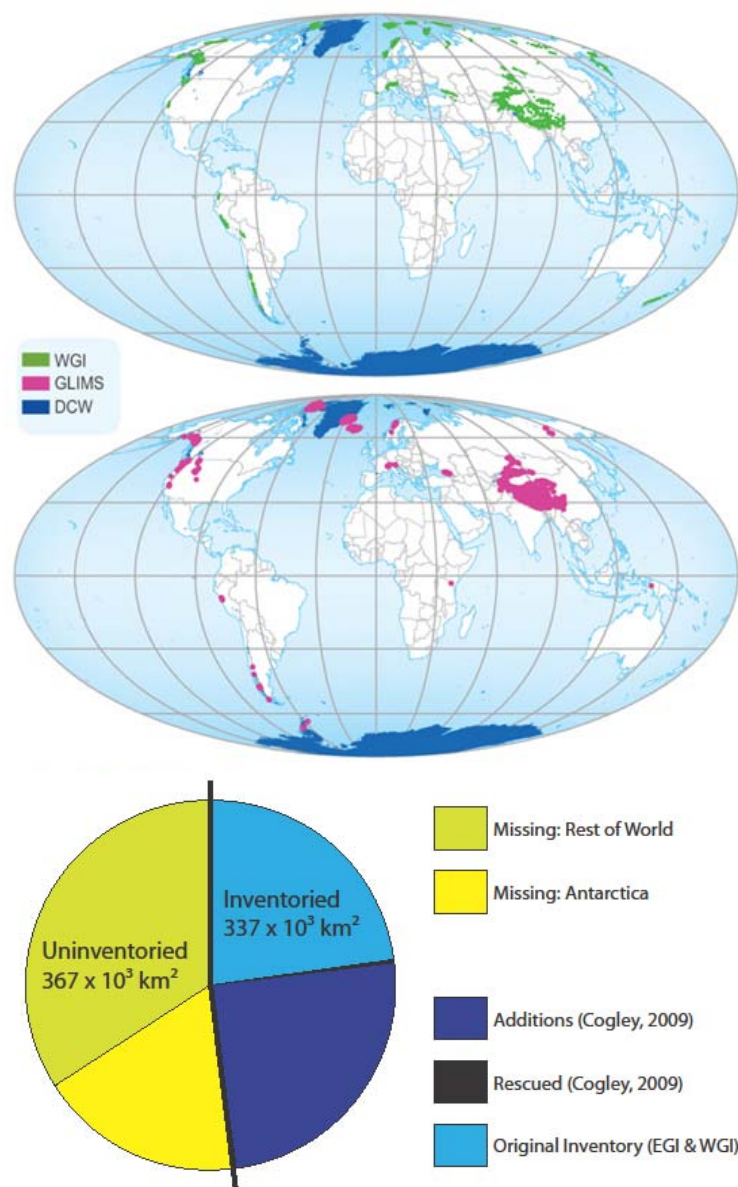 WGI
GLIMS
DCW
Inventoried
337 x 10³ km²
Uninventoried
367 x 10³ km²
Missing: Rest of World
Missing: Antarctica
Additions (Cogley, 2009)
Rescued (Cogley, 2009)
Original Inventory (EGI & WGI)